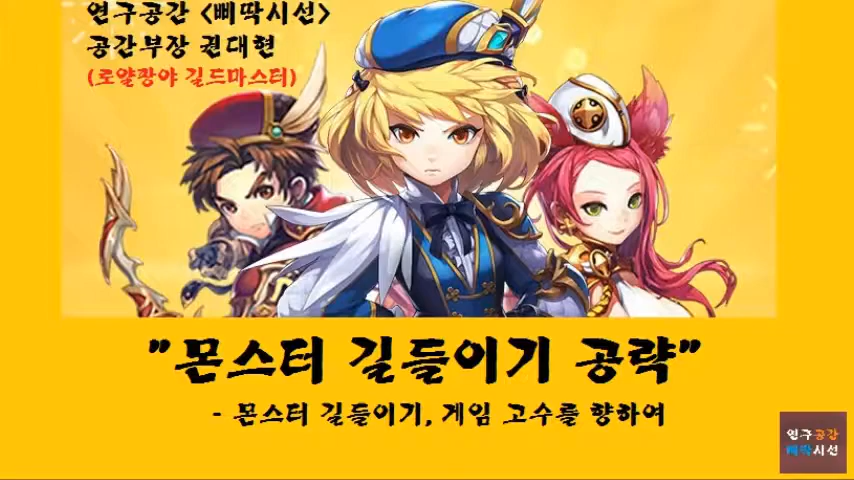 연구공간 <삐딱시선>
공간부장 권대현
(로얄짱야 길드마스터)
"몬스터 길들이기 공략"
- 몬스터 길들이기, 게임 고수를 향하여
연구공간
삐딱시선